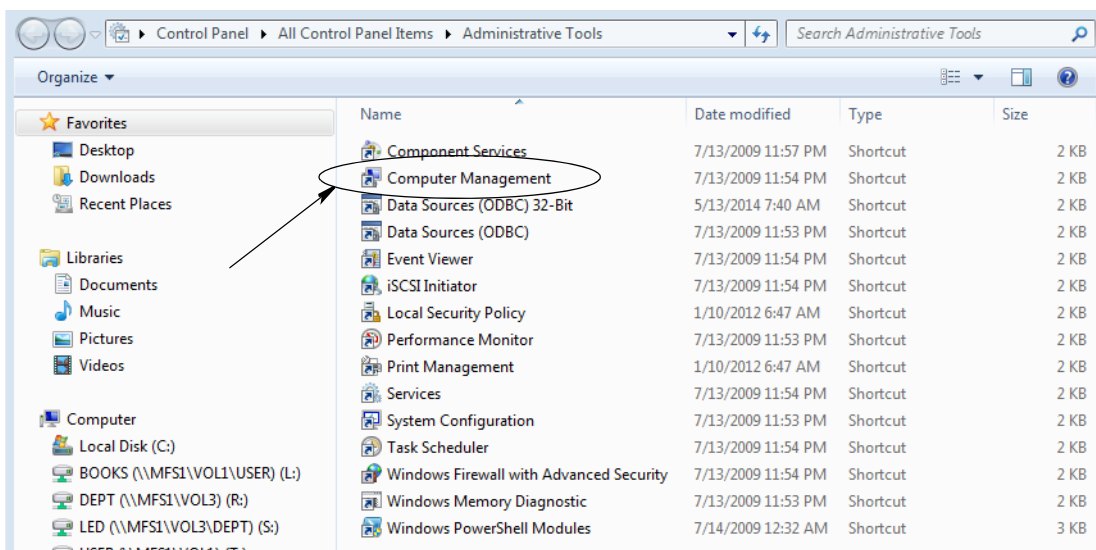 Control Panel ▸ All Control Panel Items ▸ Administrative Tools
Search Administrative Tools
Organize
Name Date modified Type Size
Favorites
Desktop
Downloads
Recent Places
Libraries
Documents
Music
Pictures
Videos
Computer
Local Disk (C:)
BOOKS (\\MFS1\VOL1\USER) (L:)
DEPT (\\MFS1\VOL3) (R:)
LED (\\MFS1\VOL3\DEPT) (S:)
Component Services 7/13/2009 11:57 PM Shortcut 2 KB
Computer Management 7/13/2009 11:54 PM Shortcut 2 KB
Data Sources (ODBC) 32-Bit 5/13/2014 7:40 AM Shortcut 2 KB
Data Sources (ODBC) 7/13/2009 11:53 PM Shortcut 2 KB
Event Viewer 7/13/2009 11:54 PM Shortcut 2 KB
iSCSI Initiator 7/13/2009 11:54 PM Shortcut 2 KB
Local Security Policy 1/10/2012 6:47 AM Shortcut 2 KB
Performance Monitor 7/13/2009 11:53 PM Shortcut 2 KB
Print Management 1/10/2012 6:47 AM Shortcut 2 KB
Services 7/13/2009 11:54 PM Shortcut 2 KB
System Configuration 7/13/2009 11:53 PM Shortcut 2 KB
Task Scheduler 7/13/2009 11:54 PM Shortcut 2 KB
Windows Firewall with Advanced Security 7/13/2009 11:54 PM Shortcut 2 KB
Windows Memory Diagnostic 7/13/2009 11:53 PM Shortcut 2 KB
Windows PowerShell Modules 7/14/2009 12:32 AM Shortcut 3 KB